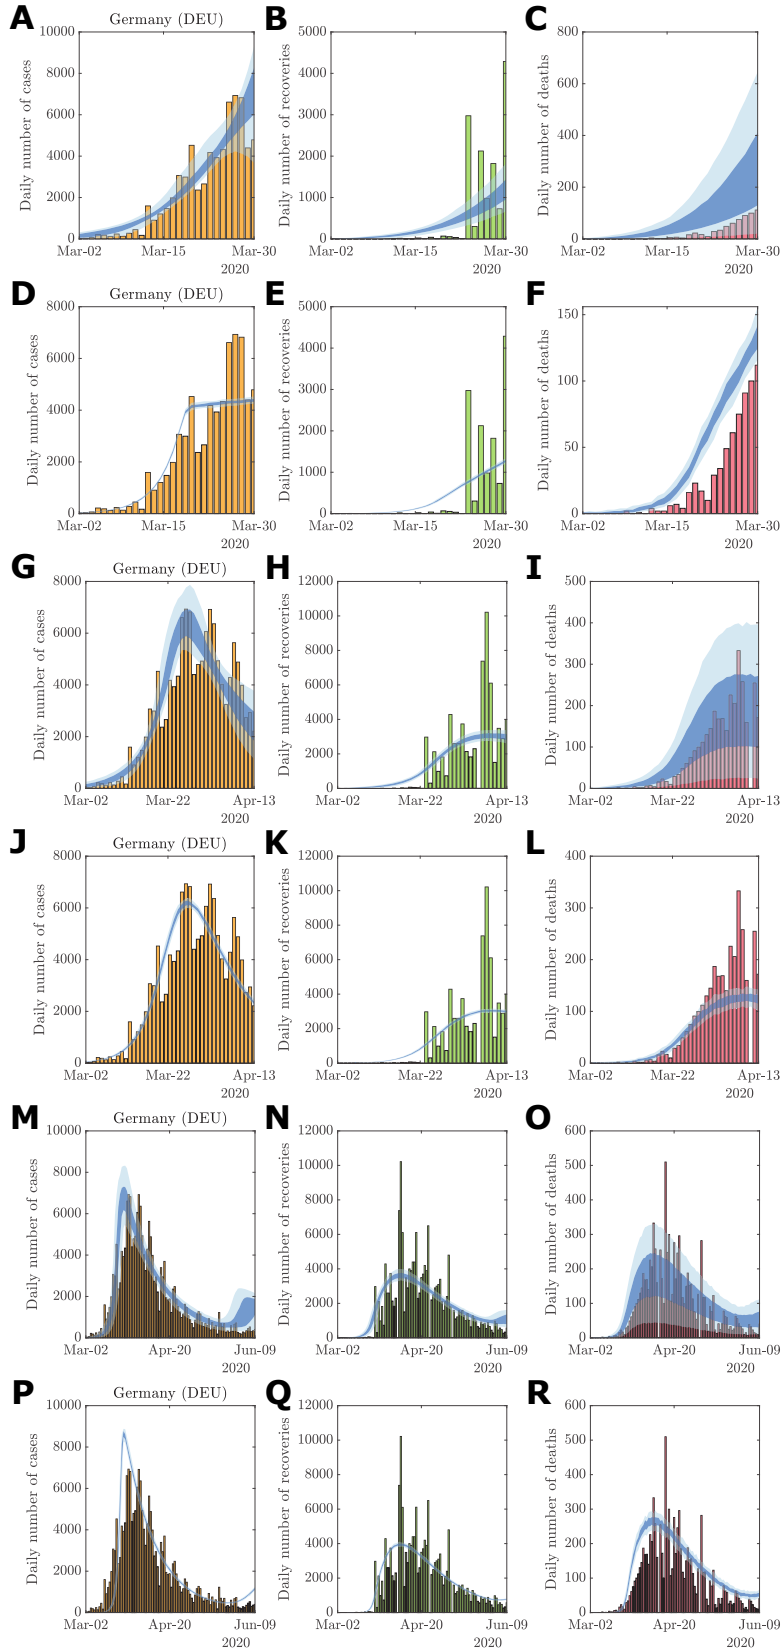 A
Germany (DEU)
Daily number of cases
10000
8000
6000
4000
2000
0
Mar-02
Mar-15
Mar-30
2020
B
Daily number of recoveries
5000
4000
3000
2000
1000
0
Mar-02
Mar-15
Mar-30
2020
C
Daily number of deaths
800
600
400
200
0
Mar-02
Mar-15
Mar-30
2020
D
Germany (DEU)
Daily number of cases
8000
6000
4000
2000
0
Mar-02
Mar-15
Mar-30
2020
E
Daily number of recoveries
5000
4000
3000
2000
1000
0
Mar-02
Mar-15
Mar-30
2020
F
Daily number of deaths
150
100
50
0
Mar-02
Mar-15
Mar-30
2020
G
Germany (DEU)
Daily number of cases
8000
6000
4000
2000
0
Mar-02
Mar-22
Apr-13
2020
H
Daily number of recoveries
12000
10000
8000
6000
4000
2000
0
Mar-02
Mar-22
Apr-13
2020
I
Daily number of deaths
500
400
300
200
100
0
Mar-02
Mar-22
Apr-13
2020
J
Germany (DEU)
Daily number of cases
8000
6000
4000
2000
0
Mar-02
Mar-22
Apr-13
2020
K
Daily number of recoveries
12000
10000
8000
6000
4000
2000
0
Mar-02
Mar-22
Apr-13
2020
L
Daily number of deaths
400
300
200
100
0
Mar-02
Mar-22
Apr-13
2020
M
Germany (DEU)
Daily number of cases
10000
8000
6000
4000
2000
0
Mar-02
Apr-20
Jun-09
2020
N
Daily number of recoveries
12000
10000
8000
6000
4000
2000
0
Mar-02
Apr-20
Jun-09
2020
O
Daily number of deaths
600
500
400
300
200
100
0
Mar-02
Apr-20
Jun-09
2020
P
Germany (DEU)
Daily number of cases
10000
8000
6000
4000
2000
0
Mar-02
Apr-20
Jun-09
2020
Q
Daily number of recoveries
12000
10000
8000
6000
4000
2000
0
Mar-02
Apr-20
Jun-09
2020
R
Daily number of deaths
600
500
400
300
200
100
0
Mar-02
Apr-20
Jun-09
2020